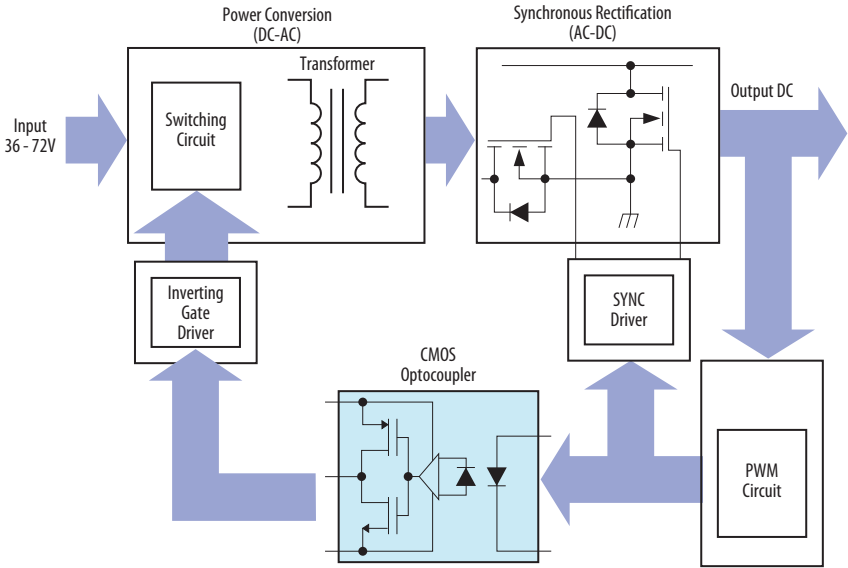 Power Conversion
(DC-AC)
Synchronous Rectification
(AC-DC)
Transformer
Switching
Circuit
Input
36 - 72V
Output DC
Inverting
Gate
Driver
SYNC
Driver
CMOS
Optocoupler
PWM
Circuit